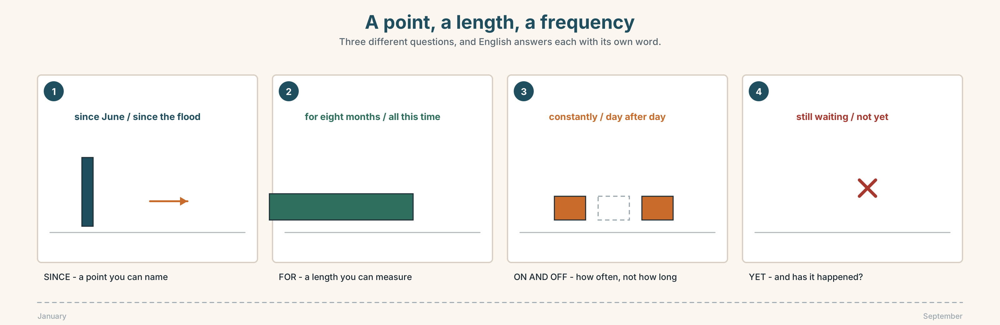 A point, a length, a frequency
Three different questions, and English answers each with its own word.
1
since June / since the flood
SINCE - a point you can name
2
for eight months / all this time
FOR - a length you can measure
3
constantly / day after day
ON AND OFF - how often, not how long
4
still waiting / not yet
YET - and has it happened?
January
September